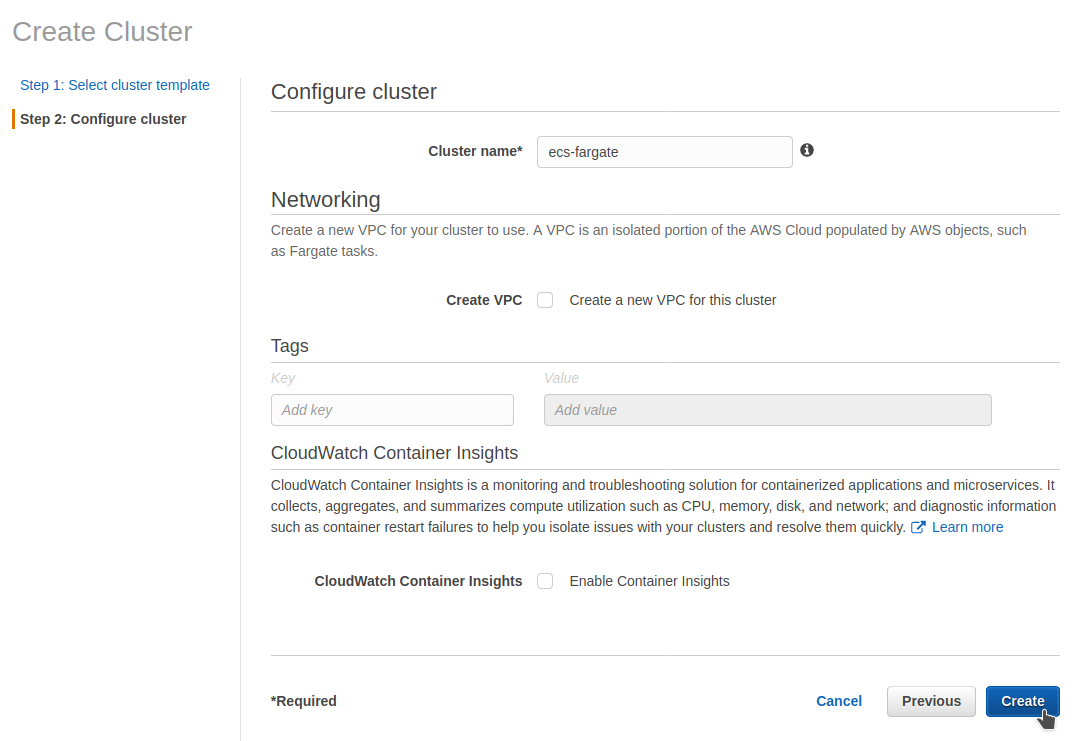 Create Cluster
Step 1: Select cluster template
Step 2: Configure cluster
Configure cluster
Cluster name* ecs-fargate
Networking
Create a new VPC for your cluster to use. A VPC is an isolated portion of the AWS Cloud populated by AWS objects, such
as Fargate tasks.
Create VPC Create a new VPC for this cluster
Tags
Key Value
Add key Add value
CloudWatch Container Insights
CloudWatch Container Insights is a monitoring and troubleshooting solution for containerized applications and microservices. It
collects, aggregates, and summarizes compute utilization such as CPU, memory, disk, and network; and diagnostic information
such as container restart failures to help you isolate issues with your clusters and resolve them quickly. Learn more
CloudWatch Container Insights Enable Container Insights
*Required Cancel Previous Create